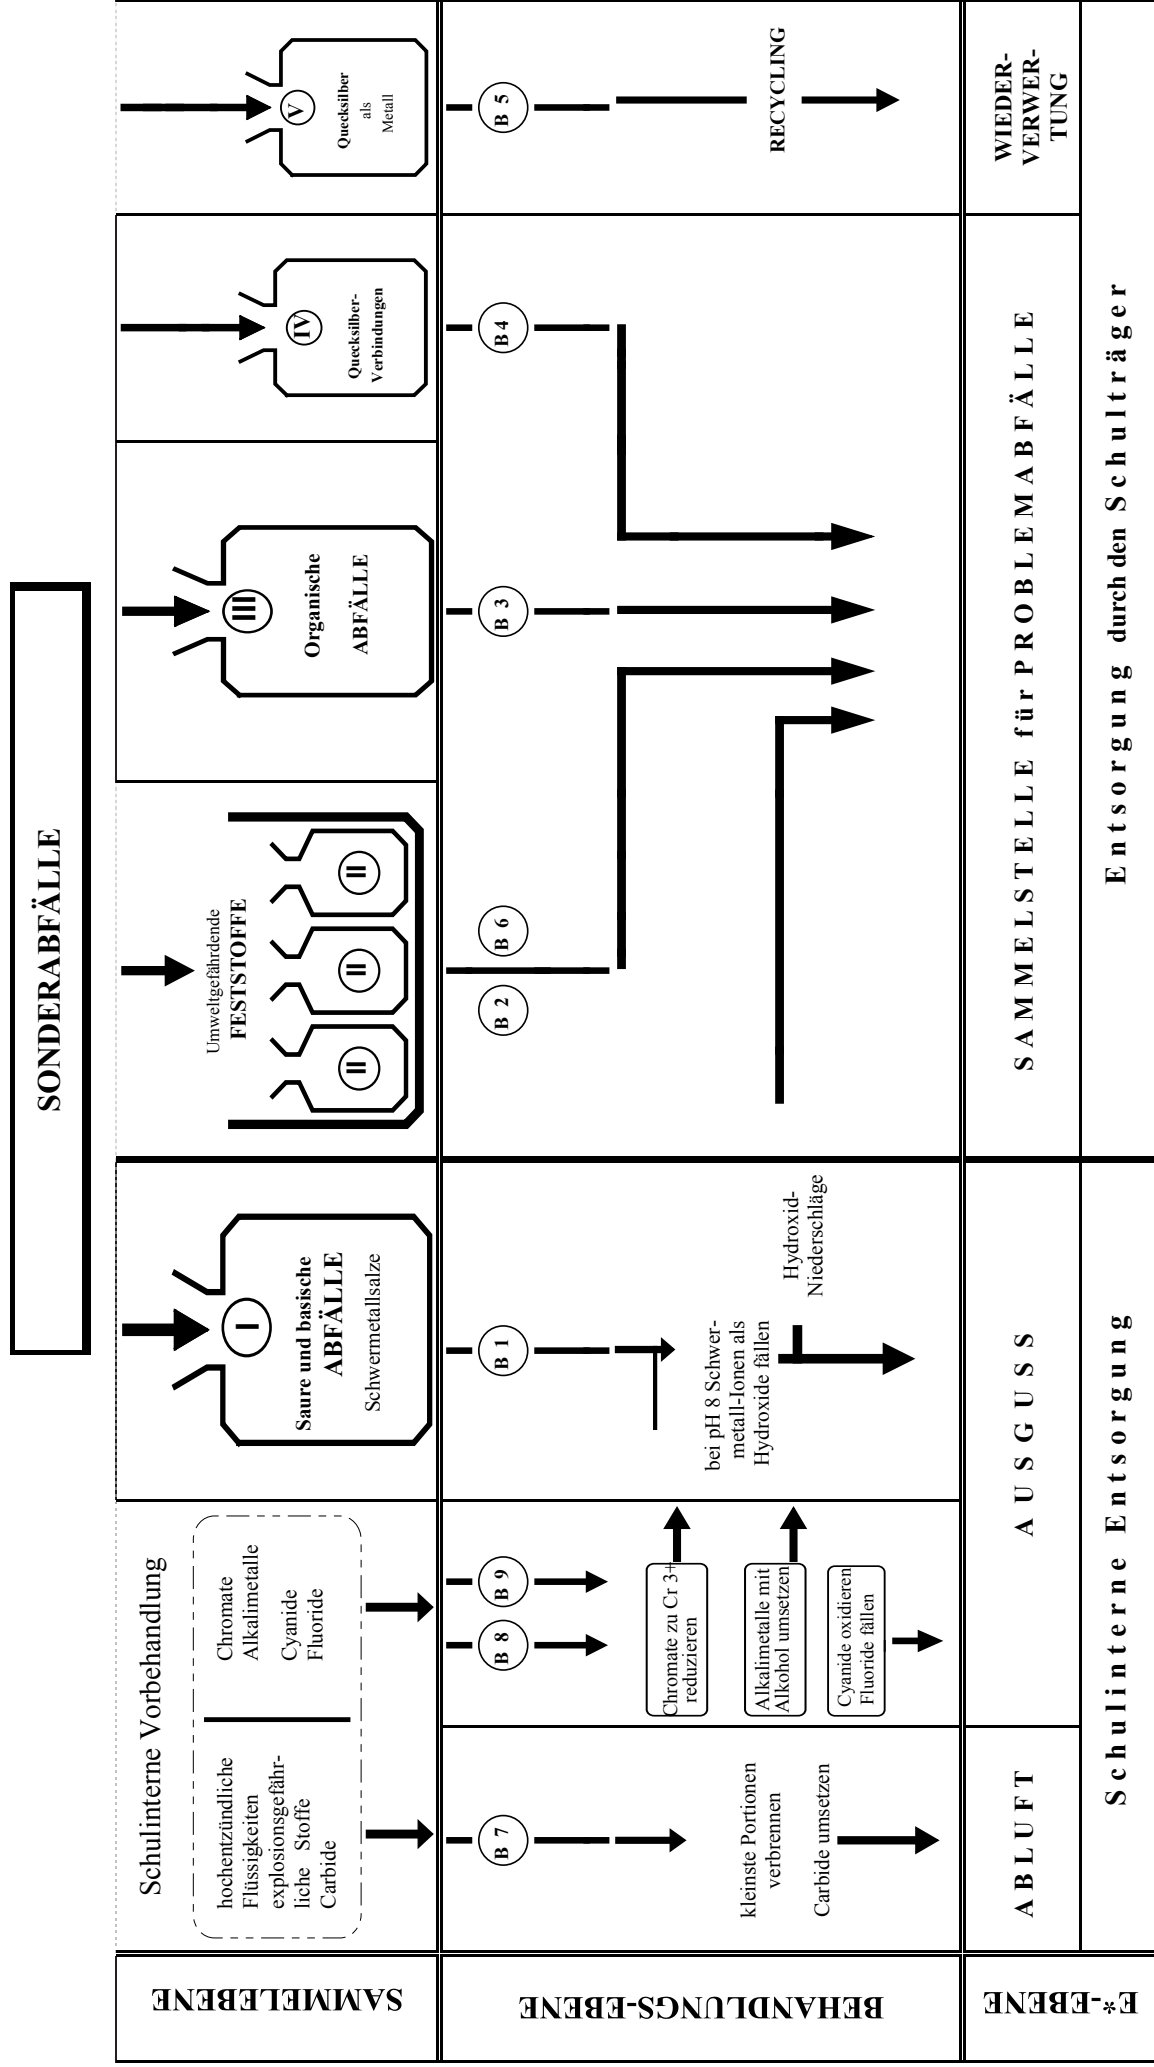 SONDERABFÄLLE
SAMMELEBENE
Schulinterne Vorbehandlung
hochentzündliche
Flüssigkeiten
explosionsgefähr-
liche Stoffe
Carbide
Chromate
Alkalimetalle
Cyanide
Fluoride
I
Saure und basische
ABFÄLLE
Schwermetallsalze
Umweltgefährdende
FESTSTOFFE
II
II
II
III
Organische
ABFÄLLE
IV
Quecksilber-
Verbindungen
V
Quecksilber
als
Metall
BEHANDLUNGS-EBENE
B 7
B 8
B 9
B 1
B 2
B 6
B 3
B 4
B 5
kleinste Portionen
verbrennen
Carbide umsetzen
Chromate zu Cr 3+
reduzieren
Alkalimetalle mit
Alkohol umsetzen
Cyanide oxidieren
Fluoride fällen
bei pH 8 Schwer-
metall-Ionen als
Hydroxide fällen
Hydroxid-
Niederschläge
RECYCLING
E*-EBENE
ABLUFT
AUSGUSS
SAMMELSTELLE für PROBLEMABFÄLLE
WIEDER-
VERWER-
TUNG
Schulinterne Entsorgung
Entsorgung durch den Schulträger